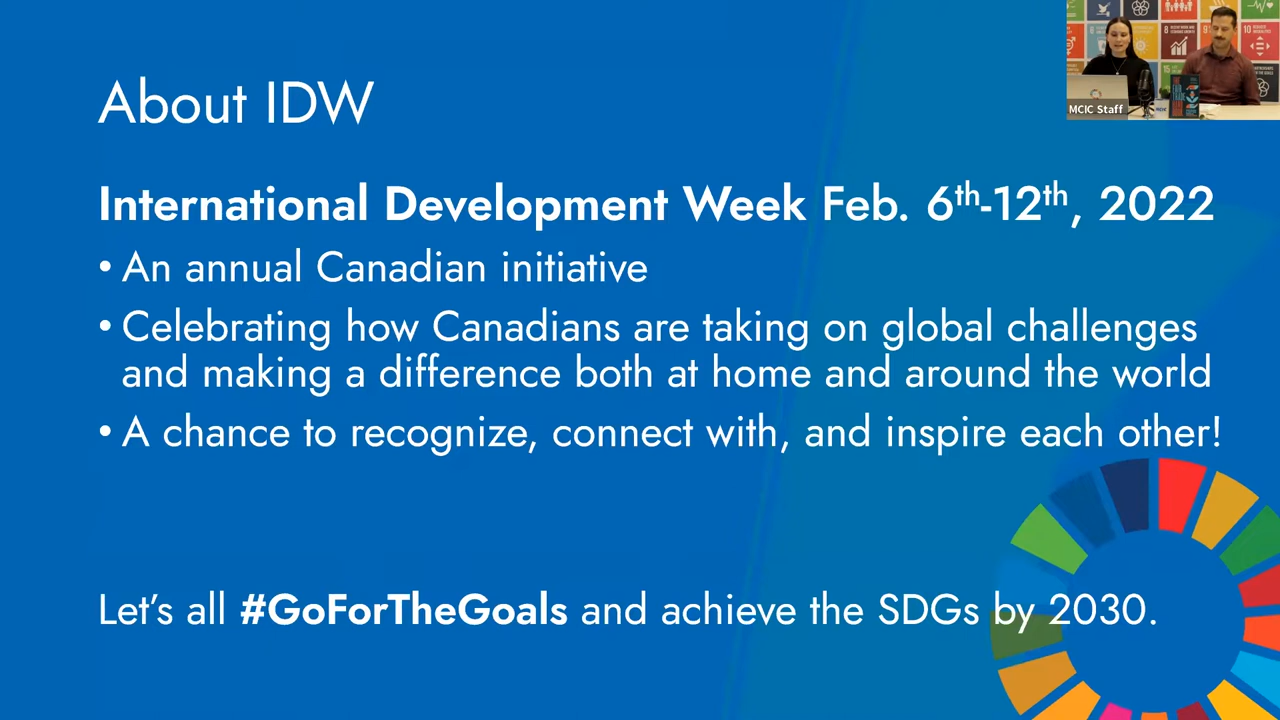 About IDW
MCIC Staff
International Development Week Feb. 6th-12th, 2022
• An annual Canadian initiative
• Celebrating how Canadians are taking on global challenges
and making a difference both at home and around the world
• A chance to recognize, connect with, and inspire each other!
Let's all #GoForTheGoals and achieve the SDGs by 2030.